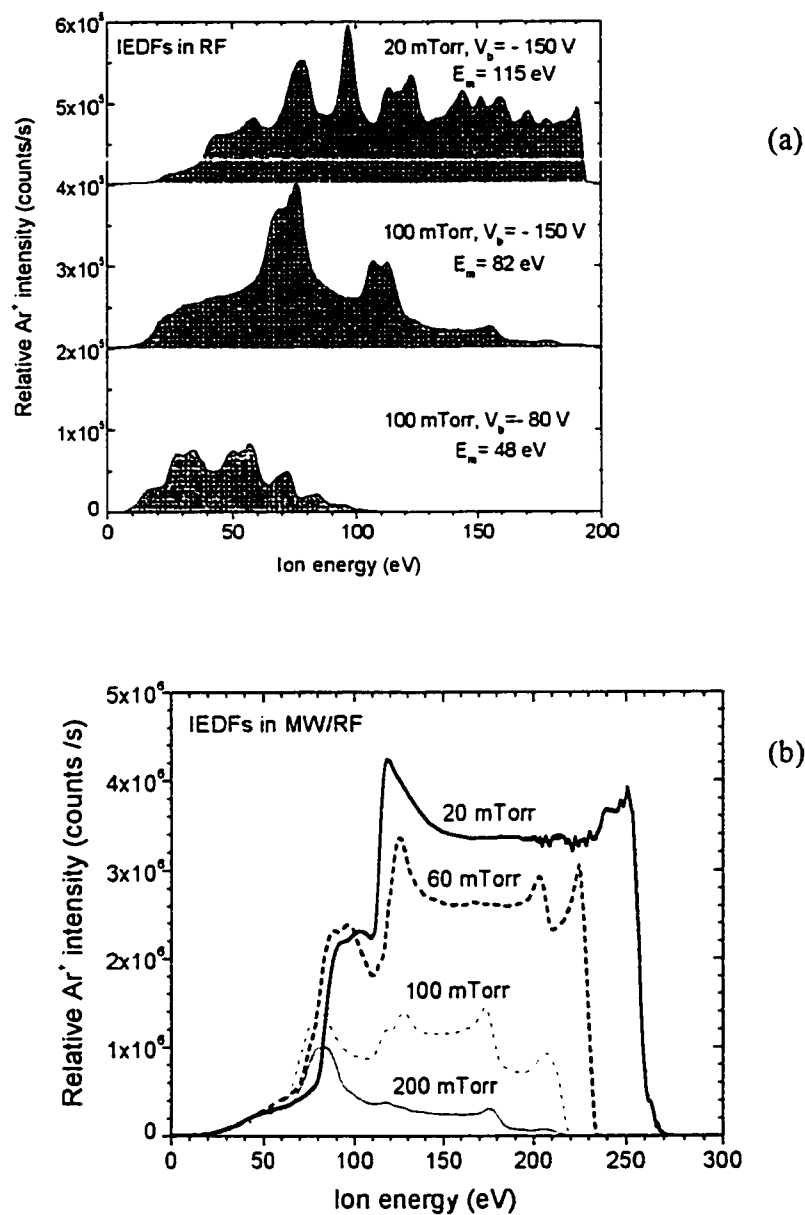 6x10⁵
IEDFs in RF
20 mTorr, V_b = - 150 V
E_m = 115 eV
5x10⁵
(a)
4x10⁵
100 mTorr, V_b = - 150 V
E_m = 82 eV
3x10⁵
2x10⁵
100 mTorr, V_b = - 80 V
E_m = 48 eV
1x10⁵
0
0 50 100 150 200
Ion energy (eV)
Relative Ar⁺ intensity (counts/s)
5x10⁶
IEDFs in MW/RF
(b)
4x10⁶
20 mTorr
3x10⁶
60 mTorr
2x10⁶
100 mTorr
1x10⁶
200 mTorr
0
0 50 100 150 200 250 300
Ion energy (eV)
Relative Ar⁺ intensity (counts /s)